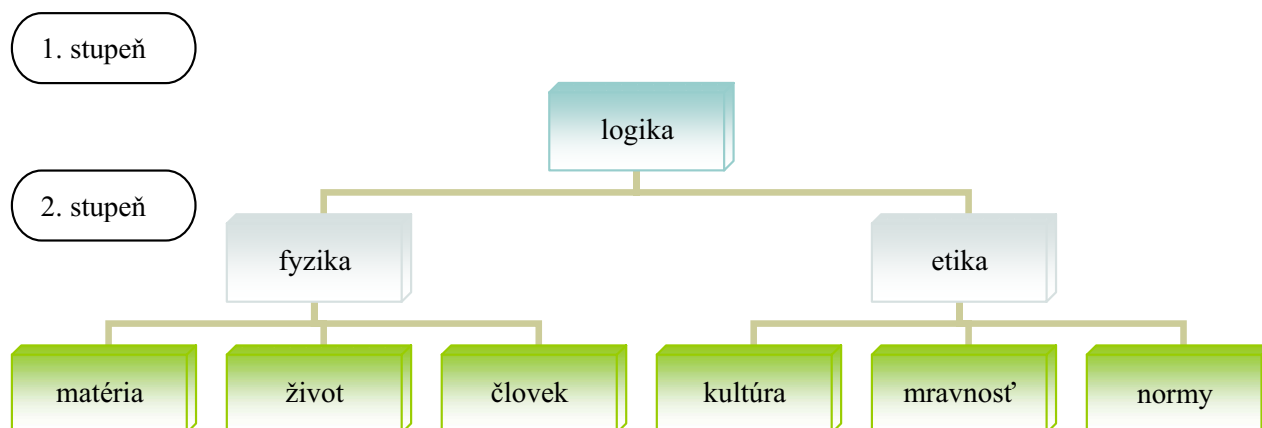 1. stupeň
logika
2. stupeň
fyzika
etika
matéria
život
človek
kultúra
mravnosť
normy